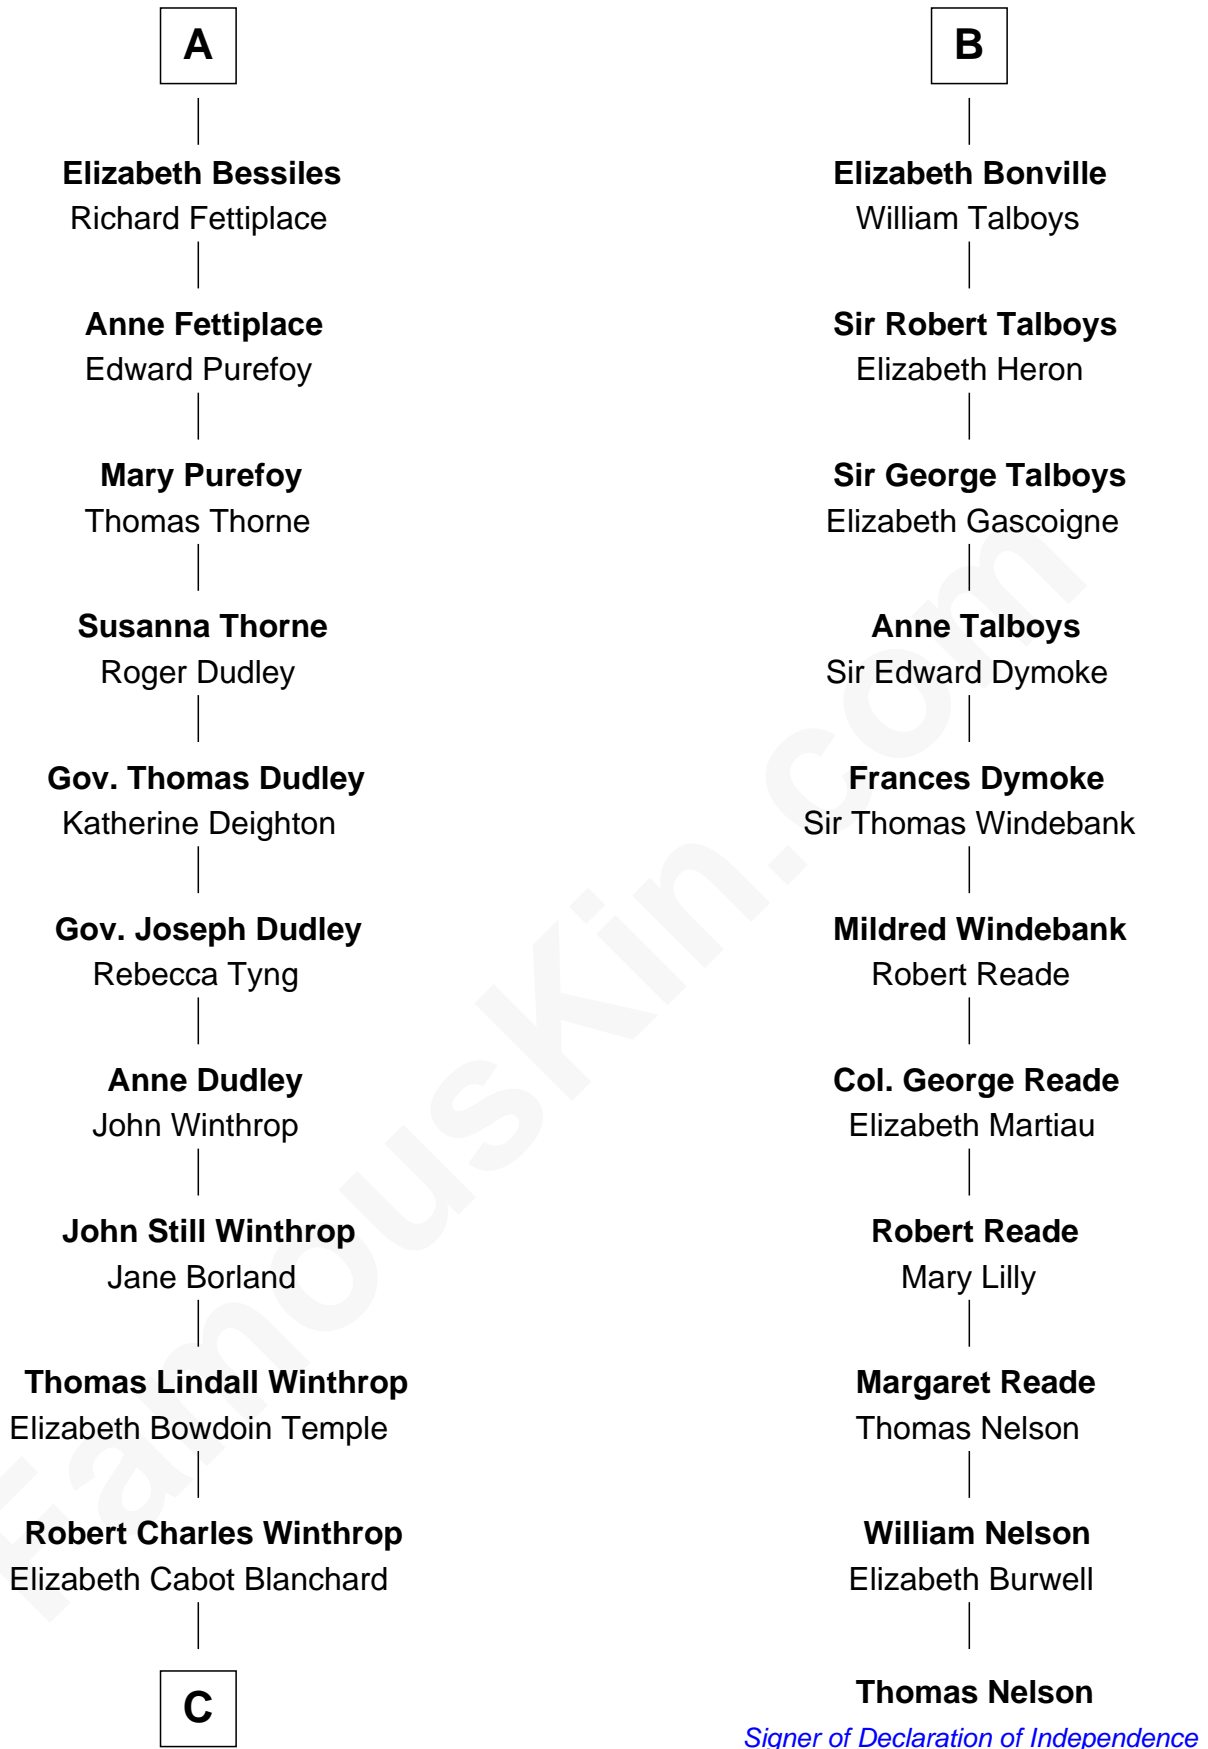 A
Elizabeth Bessiles
Richard Fettiplace
Anne Fettiplace
Edward Purefoy
Mary Purefoy
Thomas Thorne
Susanna Thorne
Roger Dudley
Gov. Thomas Dudley
Katherine Deighton
Gov. Joseph Dudley
Rebecca Tyng
Anne Dudley
John Winthrop
John Still Winthrop
Jane Borland
Thomas Lindall Winthrop
Elizabeth Bowdoin Temple
Robert Charles Winthrop
Elizabeth Cabot Blanchard
C
B
Elizabeth Bonville
William Talboys
Sir Robert Talboys
Elizabeth Heron
Sir George Talboys
Elizabeth Gascoigne
Anne Talboys
Sir Edward Dymoke
Frances Dymoke
Sir Thomas Windebank
Mildred Windebank
Robert Reade
Col. George Reade
Elizabeth Martiau
Robert Reade
Mary Lilly
Margaret Reade
Thomas Nelson
William Nelson
Elizabeth Burwell
Thomas Nelson
Signer of Declaration of Independence
FamousKin.com